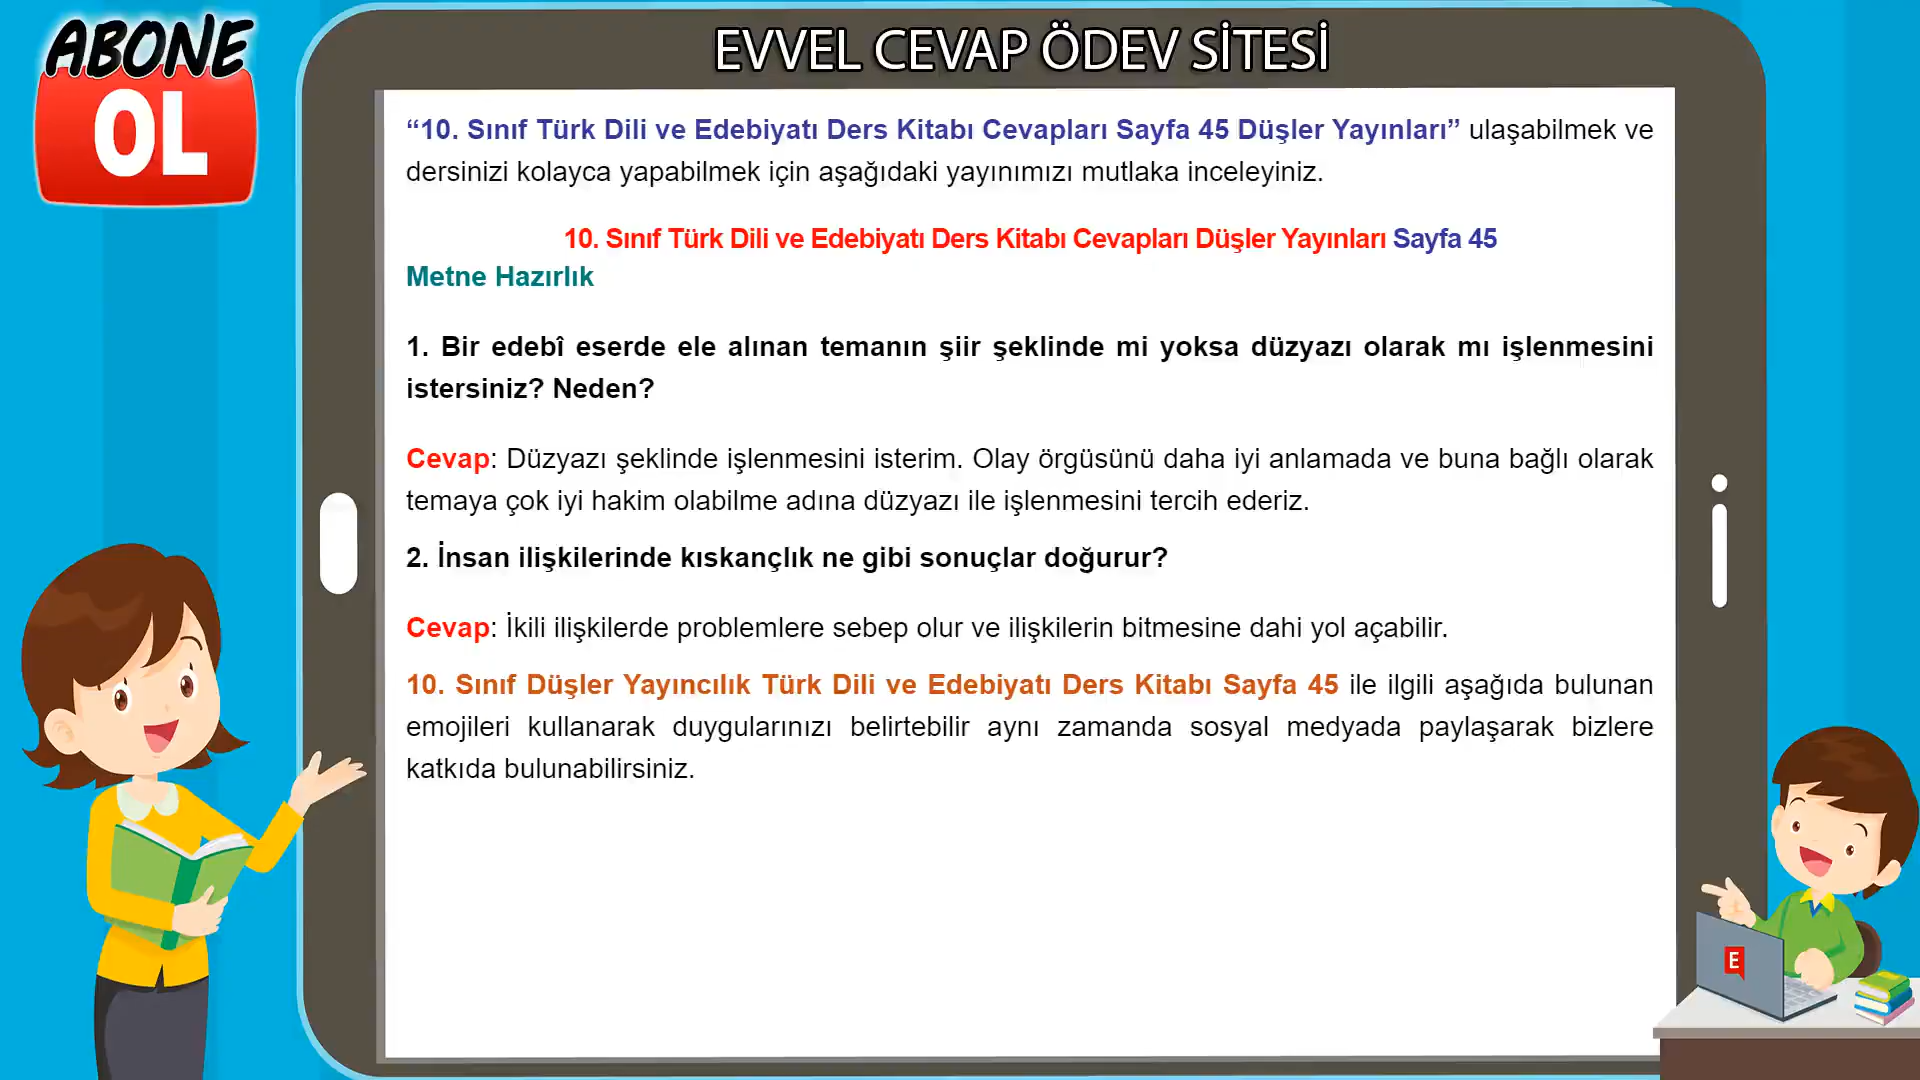 ABONE
OL
EVVEL CEVAP ÖDEV SİTESİ
“10. Sınıf Türk Dili ve Edebiyatı Ders Kitabı Cevapları Sayfa 45 Düşler Yayınları” ulaşabilmek ve
dersinizi kolayca yapabilmek için aşağıdaki yayınımızı mutlaka inceleyiniz.
10. Sınıf Türk Dili ve Edebiyatı Ders Kitabı Cevapları Düşler Yayınları Sayfa 45
Metne Hazırlık
1. Bir edebî eserde ele alınan temanın şiir şeklinde mi yoksa düzyazı olarak mı işlenmesini
istersiniz? Neden?
Cevap: Düzyazı şeklinde işlenmesini isterim. Olay örgüsünü daha iyi anlamada ve buna bağlı olarak
temaya çok iyi hakim olabilme adına düzyazı ile işlenmesini tercih ederiz.
2. İnsan ilişkilerinde kıskançlık ne gibi sonuçlar doğurur?
Cevap: İkili ilişkilerde problemlere sebep olur ve ilişkilerin bitmesine dahi yol açabilir.
10. Sınıf Düşler Yayıncılık Türk Dili ve Edebiyatı Ders Kitabı Sayfa 45 ile ilgili aşağıda bulunan
emojileri kullanarak duygularınızı belirtebilir aynı zamanda sosyal medyada paylaşarak bizlere
katkıda bulunabilirsiniz.
E